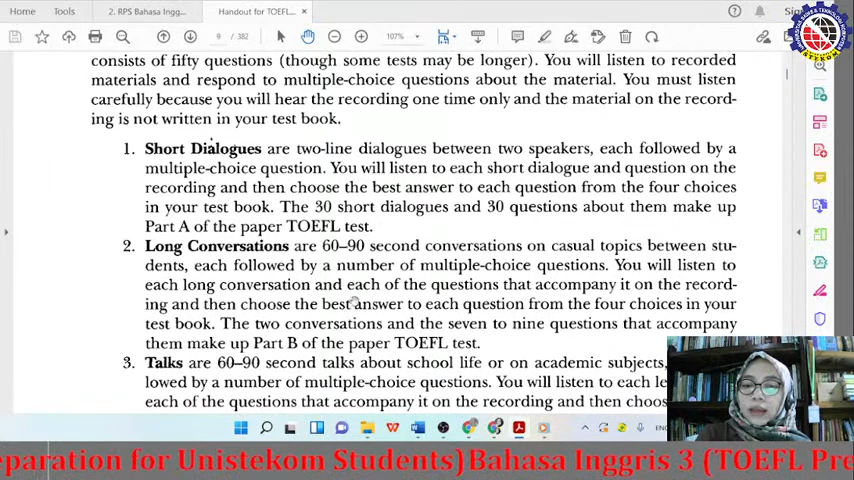 Home
Tools
2. RPS Bahasa Ingg...
Handout for TOEFL...
×
9 / 382
107%
consists of fifty questions (though some tests may be longer). You will listen to recorded
materials and respond to multiple-choice questions about the material. You must listen
carefully because you will hear the recording one time only and the material on the record-
ing is not written in your test book.
1. Short Dialogues are two-line dialogues between two speakers, each followed by a
multiple-choice question. You will listen to each short dialogue and question on the
recording and then choose the best answer to each question from the four choices
in your test book. The 30 short dialogues and 30 questions about them make up
Part A of the paper TOEFL test.
2. Long Conversations are 60–90 second conversations on casual topics between stu-
dents, each followed by a number of multiple-choice questions. You will listen to
each long conversation and each of the questions that accompany it on the record-
ing and then choose the best answer to each question from the four choices in your
test book. The two conversations and the seven to nine questions that accompany
them make up Part B of the paper TOEFL test.
3. Talks are 60–90 second talks about school life or on academic subjects,
lowed by a number of multiple-choice questions. You will listen to each le
each of the questions that accompany it on the recording and then choos
STEKOM
eparation for Unistekom Students)Bahasa Inggris 3 (TOEFL Pre